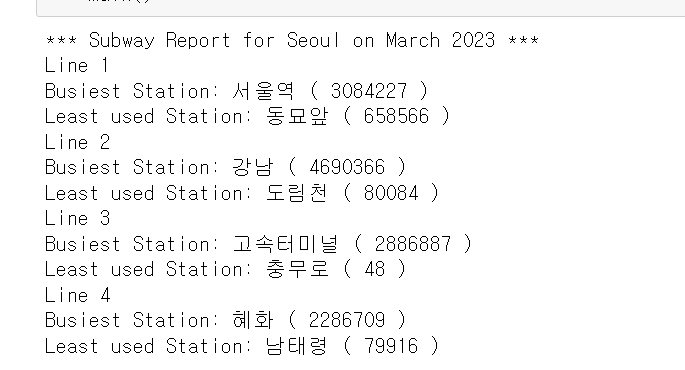 *** Subway Report for Seoul on March 2023 ***
Line 1
Busiest Station: 서울역 ( 3084227 )
Least used Station: 동묘앞 ( 658566 )
Line 2
Busiest Station: 강남 ( 4690366 )
Least used Station: 도림천 ( 80084 )
Line 3
Busiest Station: 고속터미널 ( 2886887 )
Least used Station: 충무로 ( 48 )
Line 4
Busiest Station: 혜화 ( 2286709 )
Least used Station: 남태령 ( 79916 )